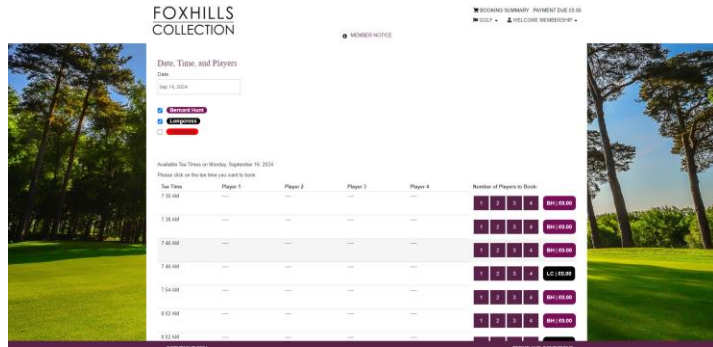 FOXHILLS
COLLECTION
BOOKING SUMMARY PAYMENT DUE £0.00
GOLF WELCOME MEMBERSHIP
MEMBER NOTICE
Date, Time, and Players
Date
Sep 16, 2024
Bernard Hunt
Longcross
Available Tee Times on Monday, September 16, 2024
Please click on the tee time you want to book
Tee Time Player 1 Player 2 Player 3 Player 4 Number of Players to Book:
7:30 AM ---- ---- ---- ---- 1 2 3 4 BH | £0.00
7:38 AM ---- ---- ---- ---- 1 2 3 4 BH | £0.00
7:46 AM ---- ---- ---- ---- 1 2 3 4 BH | £0.00
7:46 AM ---- ---- ---- ---- 1 2 3 4 LC | £0.00
7:54 AM ---- ---- ---- ---- 1 2 3 4 BH | £0.00
8:52 AM ---- ---- ---- ---- 1 2 3 4 BH | £0.00
8:52 AM ---- ---- ---- ----